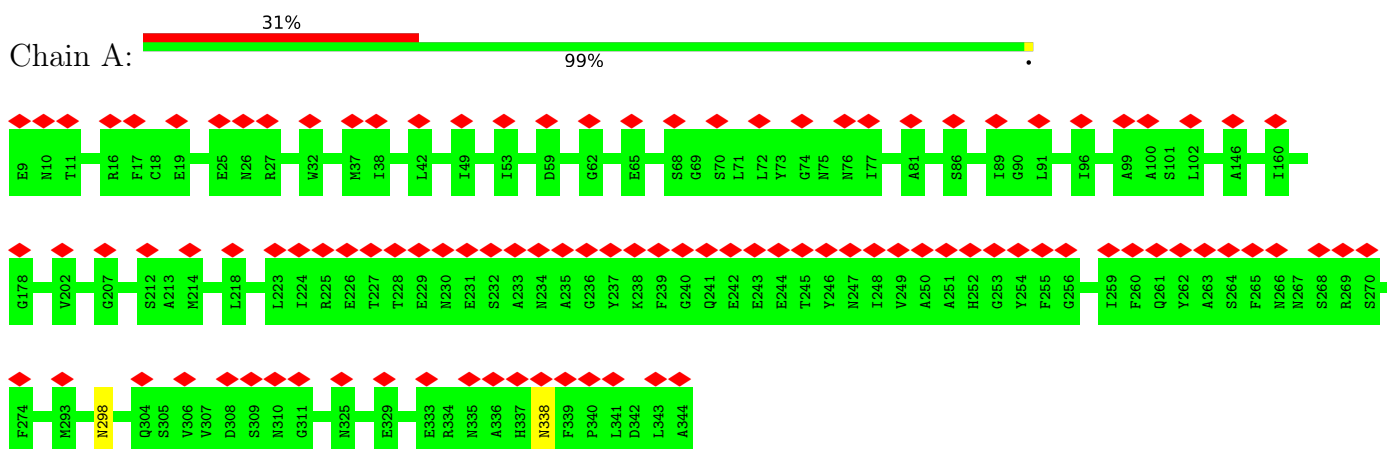 31%
Chain A:
99% •
E9 N10 T11 R16 F17 C18 E19 E25 N26 R27 W32 M37 I38 L42 I49 I53 D59 G62 E65 S68 G69 S70 L71 L72 Y73 G74 N75 N76 I77 A81 S86 I89 G90 L91 I96 A99 A100 S101 L102 A146 I160
G178 V202 G207 S212 A213 M214 L218 L223 I224 R225 E226 T227 T228 E229 N230 E231 S232 A233 N234 A235 G236 Y237 K238 F239 G240 Q241 E242 E243 E244 T245 Y246 N247 I248 V249 A250 A251 H252 G253 Y254 F255 G256 I259 F260 Q261 Y262 A263 S264 F265 N266 N267 S268 R269 S270
F274 M293 N298 Q304 S305 V306 V307 D308 S309 N310 G311 N325 E329 E333 R334 N335 A336 H337 N338 F339 P340 L341 D342 L343 A344